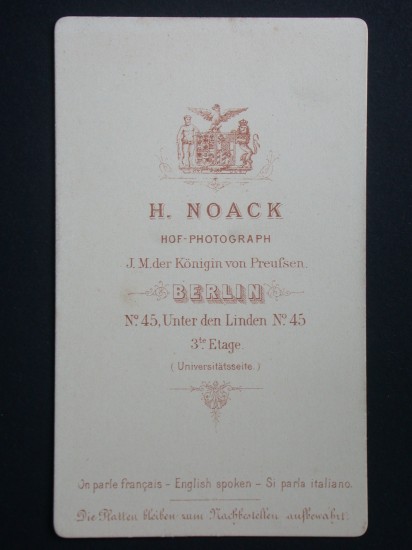 H. NOACK
HOF-PHOTOGRAPH
J. M. der Königin von Preußen.
BERLIN
No. 45, Unter den Linden No. 45
3te Etage.
(Universitätsseite.)
On parle français - English spoken - Si parla italiano.
Die Platten bleiben zum Nachbestellen aufbewahrt.